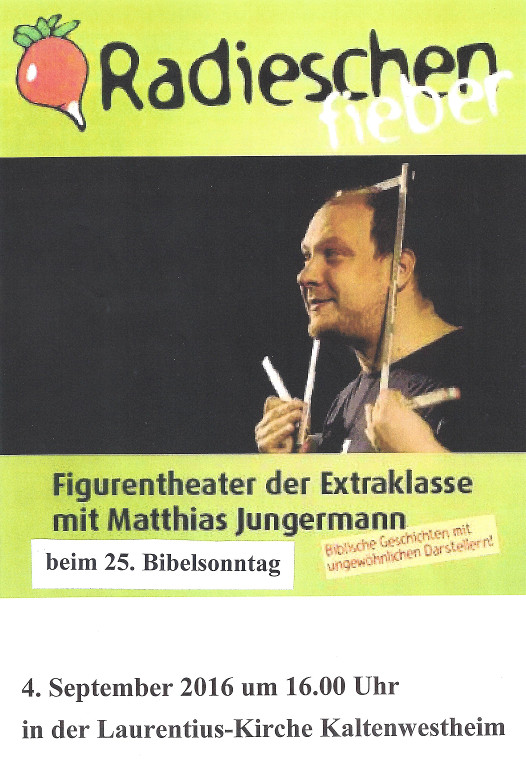 Radieschen
fieber
Figurentheater der Extraklasse
mit Matthias Jungermann
Biblische Geschichten mit
ungewöhnlichen Darstellern!
beim 25. Bibelsonntag
4. September 2016 um 16.00 Uhr
in der Laurentius-Kirche Kaltenwestheim